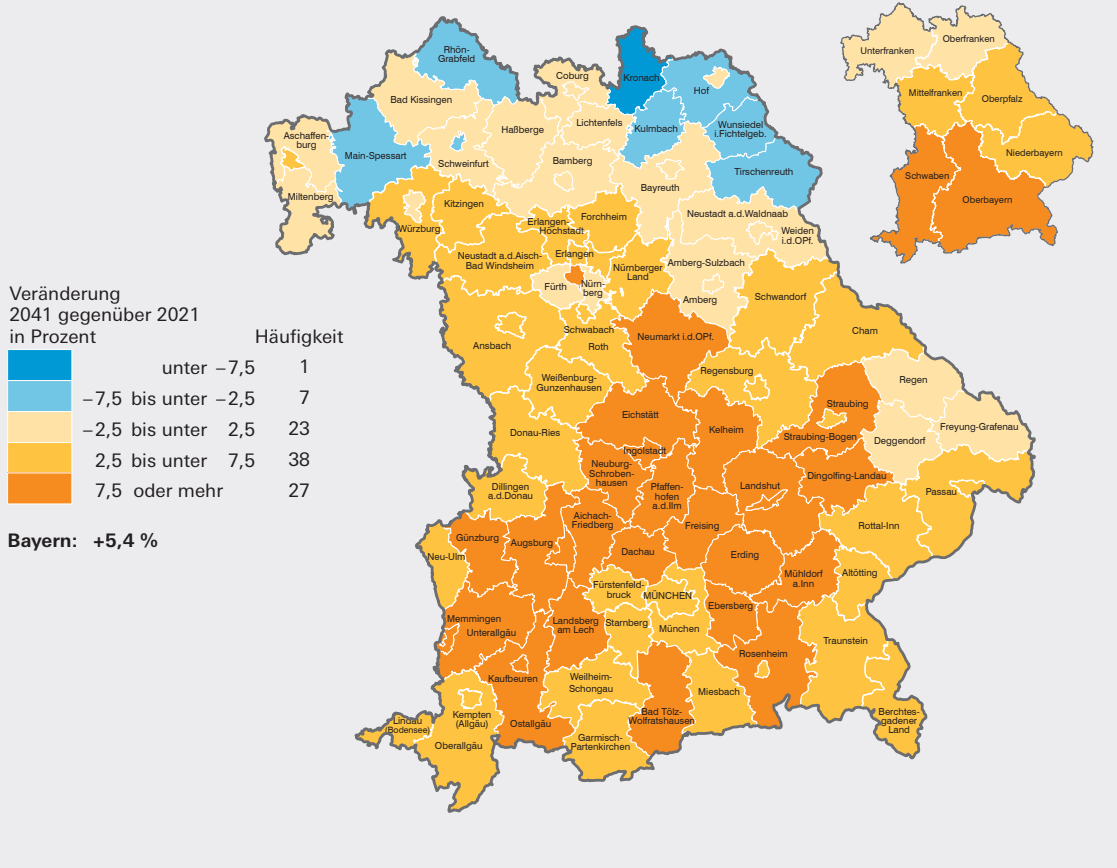 Rhön-
Grabfeld
Coburg
Kronach
Hof
Bad Kissingen
Lichtenfels
Kulmbach
Wunsiedel
i.Fichtelgeb.
Haßberge
Aschaffen-
burg
Main-Spessart
Schweinfurt
Bamberg
Tirschenreuth
Bayreuth
Miltenberg
Kitzingen
Würzburg
Erlangen-
Höchstadt
Forchheim
Neustadt a.d.Waldnaab
Weiden
i.d.OPf.
Neustadt a.d.Aisch-
Bad Windsheim
Erlangen
Nürnberger
Land
Amberg-Sulzbach
Fürth
Nürn-
berg
Amberg
Schwandorf
Schwabach
Roth
Ansbach
Neumarkt i.d.OPf.
Cham
Weißenburg-
Gunzenhausen
Regensburg
Regen
Eichstätt
Straubing
Kelheim
Donau-Ries
Straubing-Bogen
Deggendorf
Freyung-Grafenau
Ingolstadt
Neuburg-
Schroben-
hausen
Dingolfing-Landau
Dillingen
a.d.Donau
Pfaffen-
hofen
a.d.Ilm
Landshut
Passau
Aichach-
Friedberg
Freising
Rottal-Inn
Günzburg
Augsburg
Dachau
Erding
Neu-Ulm
Mühldorf
a.Inn
Altötting
Fürstenfeld-
bruck
MÜNCHEN
Ebersberg
Memmingen
Unterallgäu
Landsberg
am Lech
Starnberg
München
Traunstein
Rosenheim
Kaufbeuren
Weilheim-
Schongau
Miesbach
Bad Tölz-
Wolfratshausen
Berchtes-
gadener
Land
Lindau
(Bodensee)
Kempten
(Allgäu)
Ostallgäu
Oberallgäu
Garmisch-
Partenkirchen
Unterfranken
Oberfranken
Mittelfranken
Oberpfalz
Niederbayern
Schwaben
Oberbayern
Veränderung
2041 gegenüber 2021
in Prozent Häufigkeit
unter –7,5 1
–7,5 bis unter –2,5 7
–2,5 bis unter 2,5 23
2,5 bis unter 7,5 38
7,5 oder mehr 27
Bayern: +5,4 %